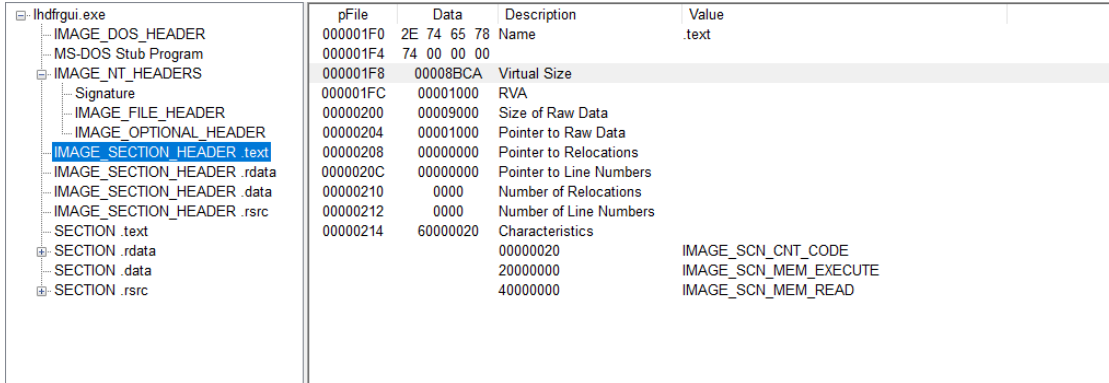 lhdfrgui.exe
IMAGE_DOS_HEADER
MS-DOS Stub Program
IMAGE_NT_HEADERS
Signature
IMAGE_FILE_HEADER
IMAGE_OPTIONAL_HEADER
IMAGE_SECTION_HEADER .text
IMAGE_SECTION_HEADER .rdata
IMAGE_SECTION_HEADER .data
IMAGE_SECTION_HEADER .rsrc
SECTION .text
SECTION .rdata
SECTION .data
SECTION .rsrc
pFile Data Description Value
000001F0 2E 74 65 78 Name .text
000001F4 74 00 00 00
000001F8 00008BCA Virtual Size
000001FC 00001000 RVA
00000200 00009000 Size of Raw Data
00000204 00001000 Pointer to Raw Data
00000208 00000000 Pointer to Relocations
0000020C 00000000 Pointer to Line Numbers
00000210 0000 Number of Relocations
00000212 0000 Number of Line Numbers
00000214 60000020 Characteristics
00000020 IMAGE_SCN_CNT_CODE
20000000 IMAGE_SCN_MEM_EXECUTE
40000000 IMAGE_SCN_MEM_READ